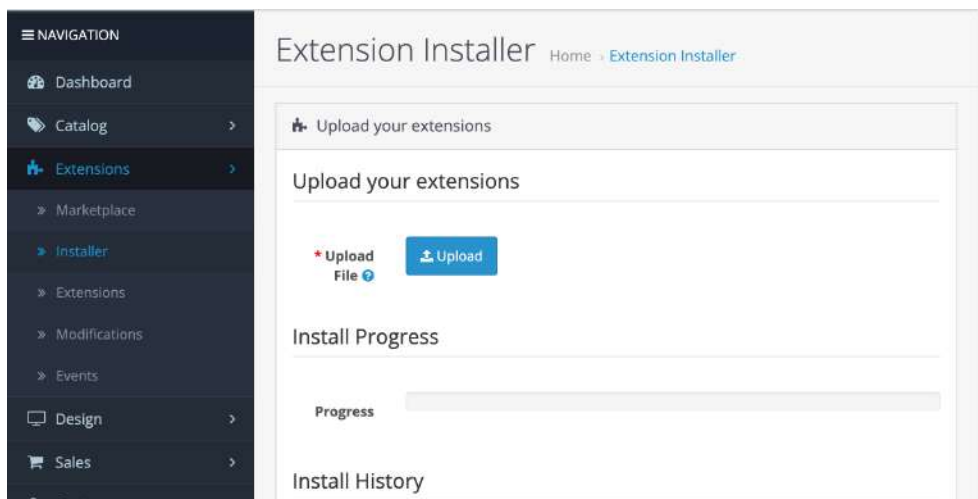 NAVIGATION
Dashboard
Catalog
Extensions
Marketplace
Installer
Extensions
Modifications
Events
Design
Sales
Extension Installer Home › Extension Installer
Upload your extensions
Upload your extensions
* Upload File
Upload
Install Progress
Progress
Install History